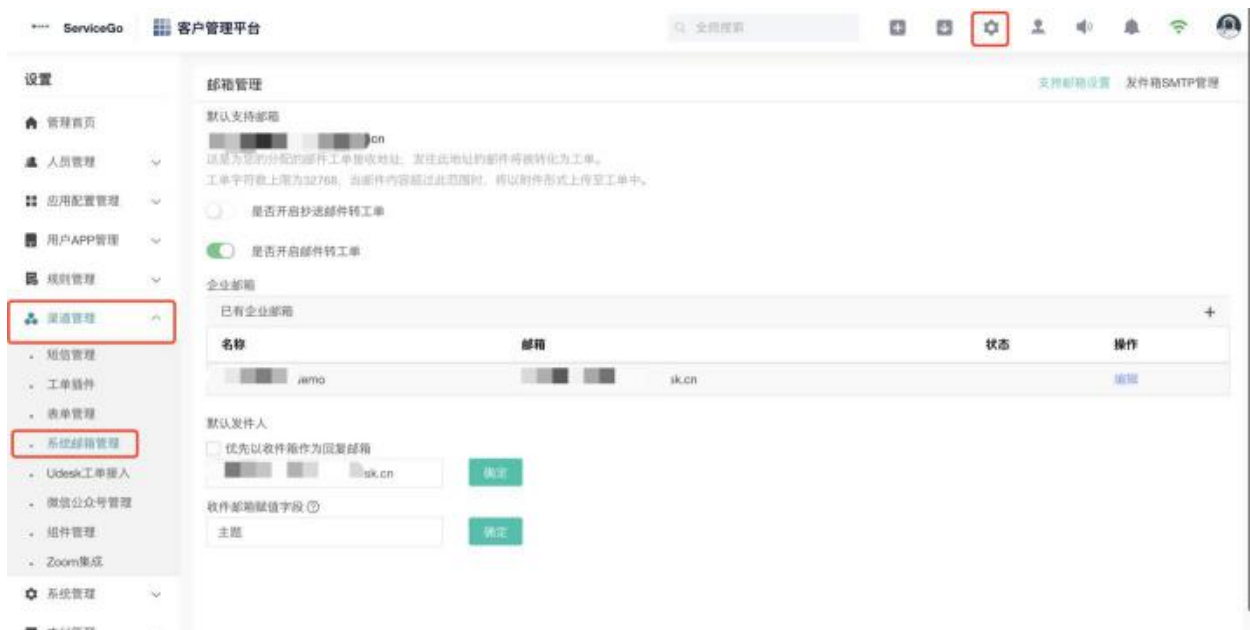 ServiceGo 客户管理平台 全局搜索
设置
管理首页
人员管理
应用配置管理
用户APP管理
规则管理
渠道管理
短信管理
工单插件
表单管理
系统邮箱管理
Udesk工单接入
微信公众号管理
组件管理
Zoom集成
系统管理
邮箱管理 支持邮箱设置 发件箱SMTP管理
默认支持邮箱
cn
这是为您的分配的邮件工单接收地址，发往此地址的邮件将被转化为工单。
工单字符数上限为32768，当邮件内容超过此范围时，将以附件形式上传至工单中。
是否开启抄送邮件转工单
是否开启邮件转工单
企业邮箱
已有企业邮箱 +
名称 邮箱 状态 操作
emo sk.cn 编辑
默认发件人
优先以收件箱作为回复邮箱
sk.cn 确定
收件邮箱赋值字段
主题 确定